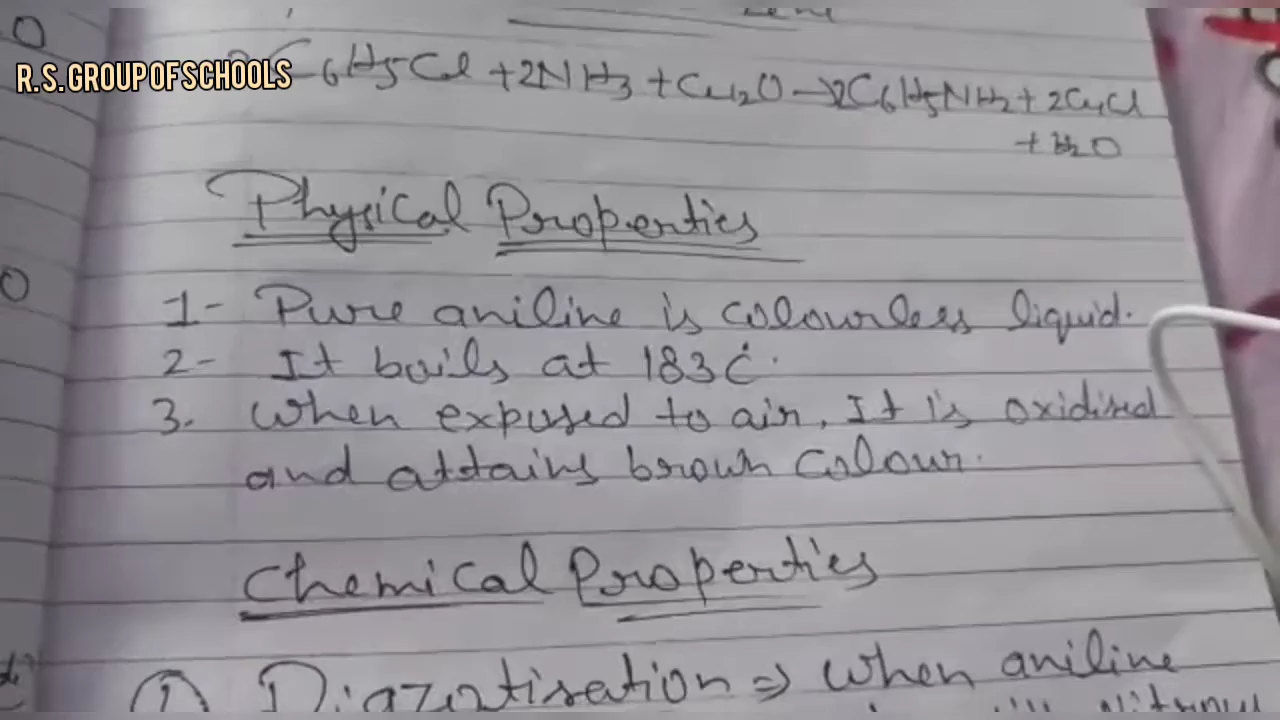 R.S. GROUP OF SCHOOLS
C6H5Cl + 2NH3 + Cu2O → 2C6H5NH2 + 2CuCl
+ H2O
Physical Properties
1- Pure aniline is colourless liquid.
2- It boils at 183 C.
3. When exposed to air, It is oxidised
and attains brown colour.
Chemical Properties
① Diazotisation ⇒ When aniline